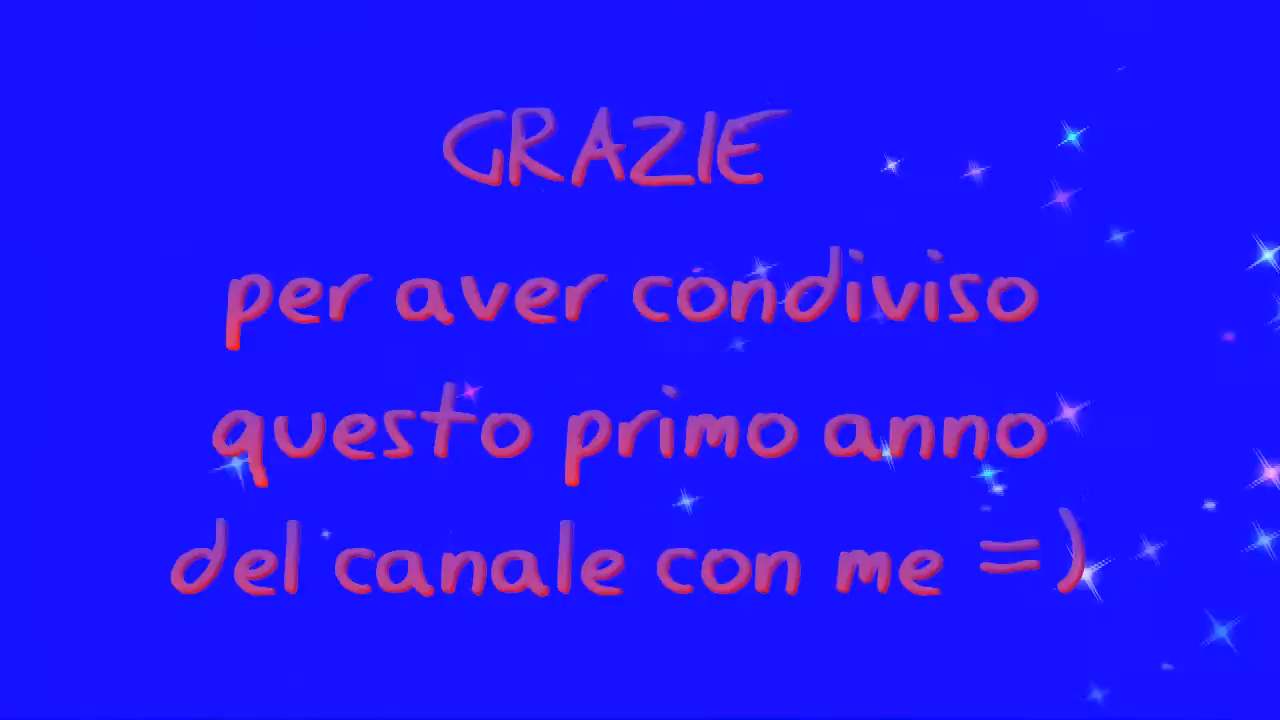 GRAZIE
per aver condiviso
questo primo anno
del canale con me =)